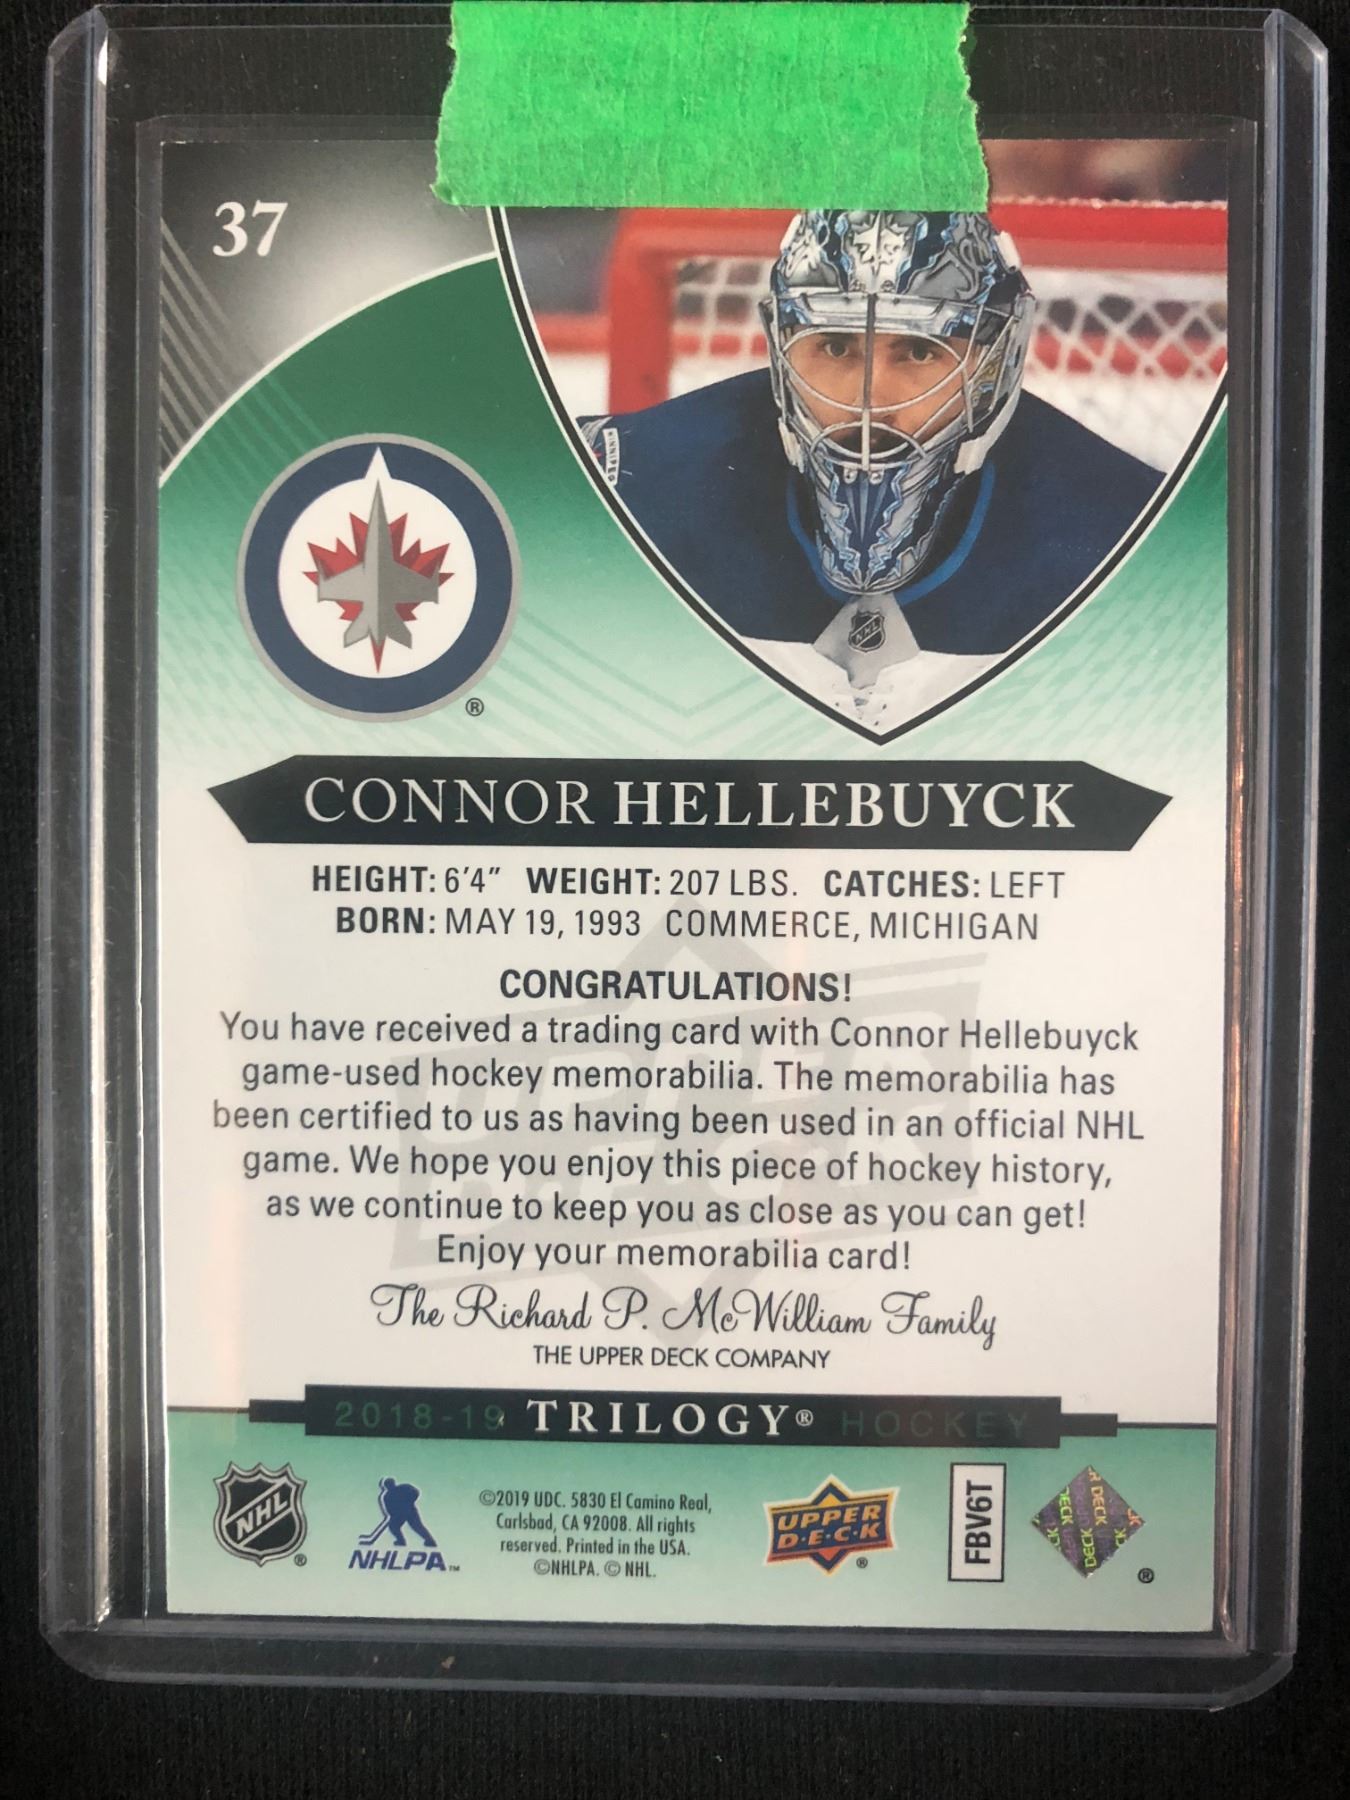 37
WINNIPEG
NHL
®
CONNOR HELLEBUYCK
HEIGHT: 6'4" WEIGHT: 207 LBS. CATCHES: LEFT
BORN: MAY 19, 1993 COMMERCE, MICHIGAN
CONGRATULATIONS!
You have received a trading card with Connor Hellebuyck
game-used hockey memorabilia. The memorabilia has
been certified to us as having been used in an official NHL
game. We hope you enjoy this piece of hockey history,
as we continue to keep you as close as you can get!
Enjoy your memorabilia card!
The Richard P. McWilliam Family
THE UPPER DECK COMPANY
2018-19 TRILOGY® HOCKEY
NHL ®
NHLPA™
©2019 UDC. 5830 El Camino Real,
Carlsbad, CA 92008. All rights
reserved. Printed in the USA.
©NHLPA. © NHL.
UPPER
D·E·C·K
®
FBV6T
DECK
®